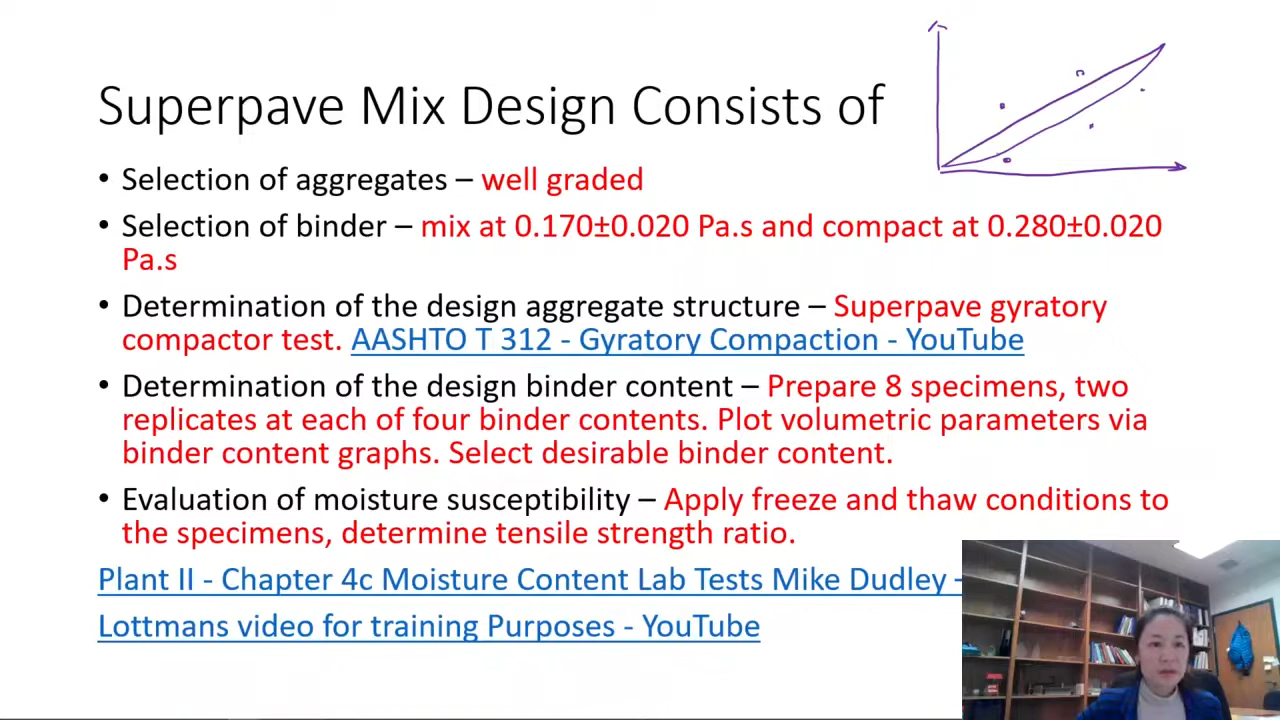 Superpave Mix Design Consists of
• Selection of aggregates – well graded
• Selection of binder – mix at 0.170±0.020 Pa.s and compact at 0.280±0.020
Pa.s
• Determination of the design aggregate structure – Superpave gyratory
compactor test. AASHTO T 312 - Gyratory Compaction - YouTube
• Determination of the design binder content – Prepare 8 specimens, two
replicates at each of four binder contents. Plot volumetric parameters via
binder content graphs. Select desirable binder content.
• Evaluation of moisture susceptibility – Apply freeze and thaw conditions to
the specimens, determine tensile strength ratio.
Plant II - Chapter 4c Moisture Content Lab Tests Mike Dudley -
Lottmans video for training Purposes - YouTube